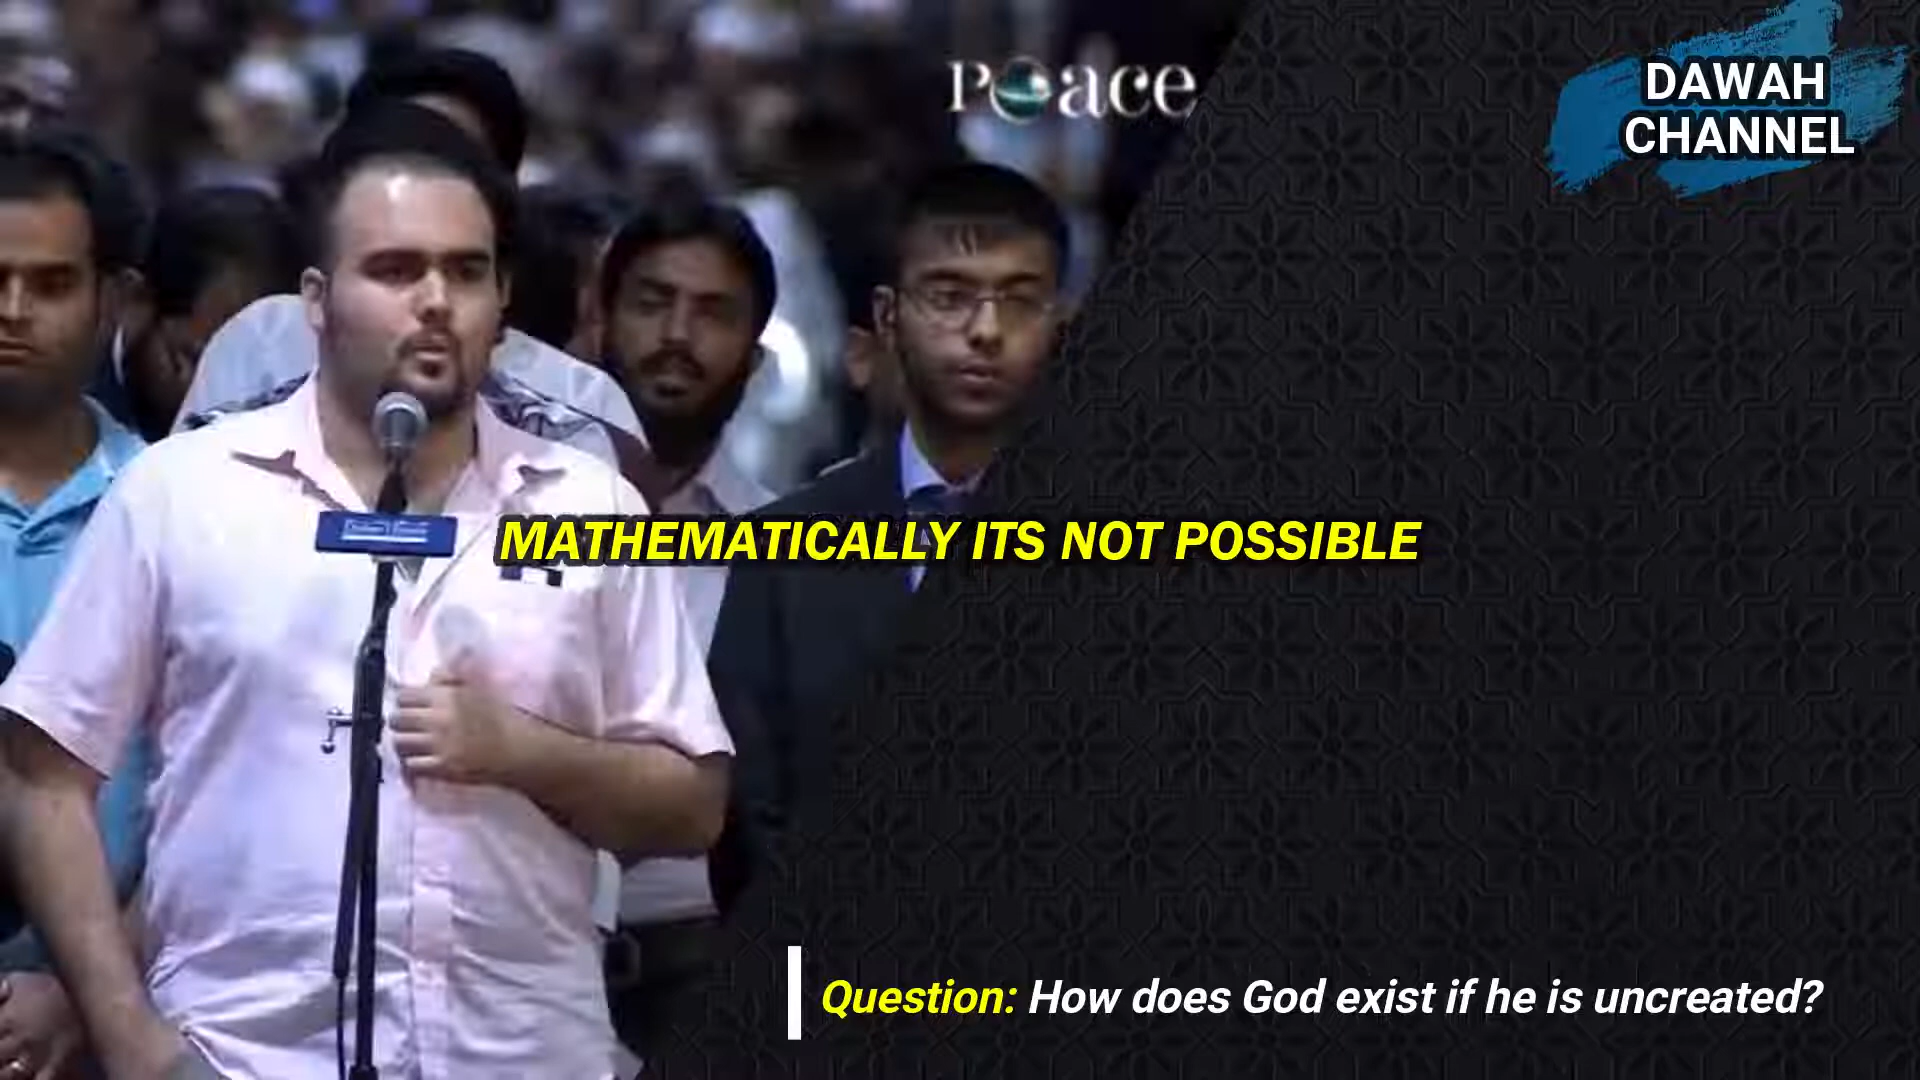 Peace
DAWAH
CHANNEL
MATHEMATICALLY ITS NOT POSSIBLE
Question: How does God exist if he is uncreated?